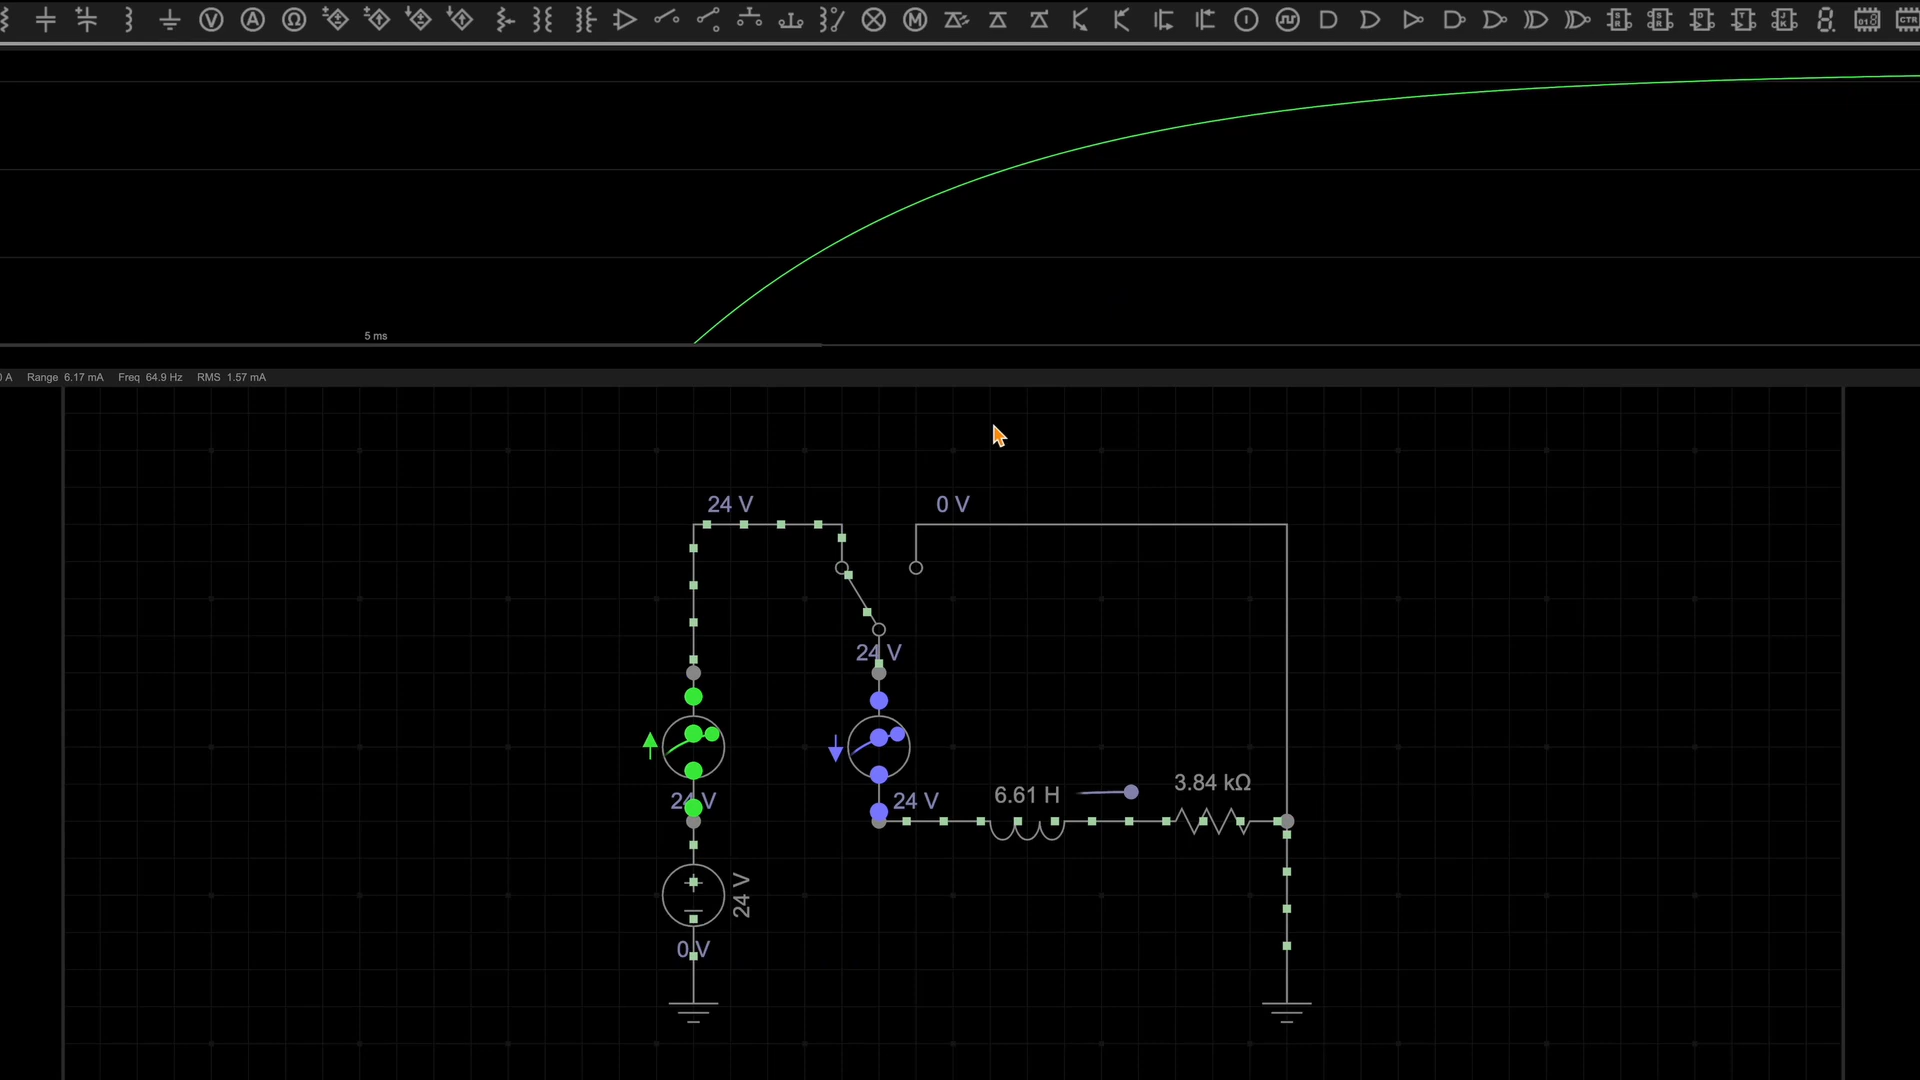 5 ms
0 A Range 6.17 mA Freq 64.9 Hz RMS 1.57 mA
24 V
0 V
24 V
24 V
24 V
6.61 H
3.84 kΩ
24 V
0 V